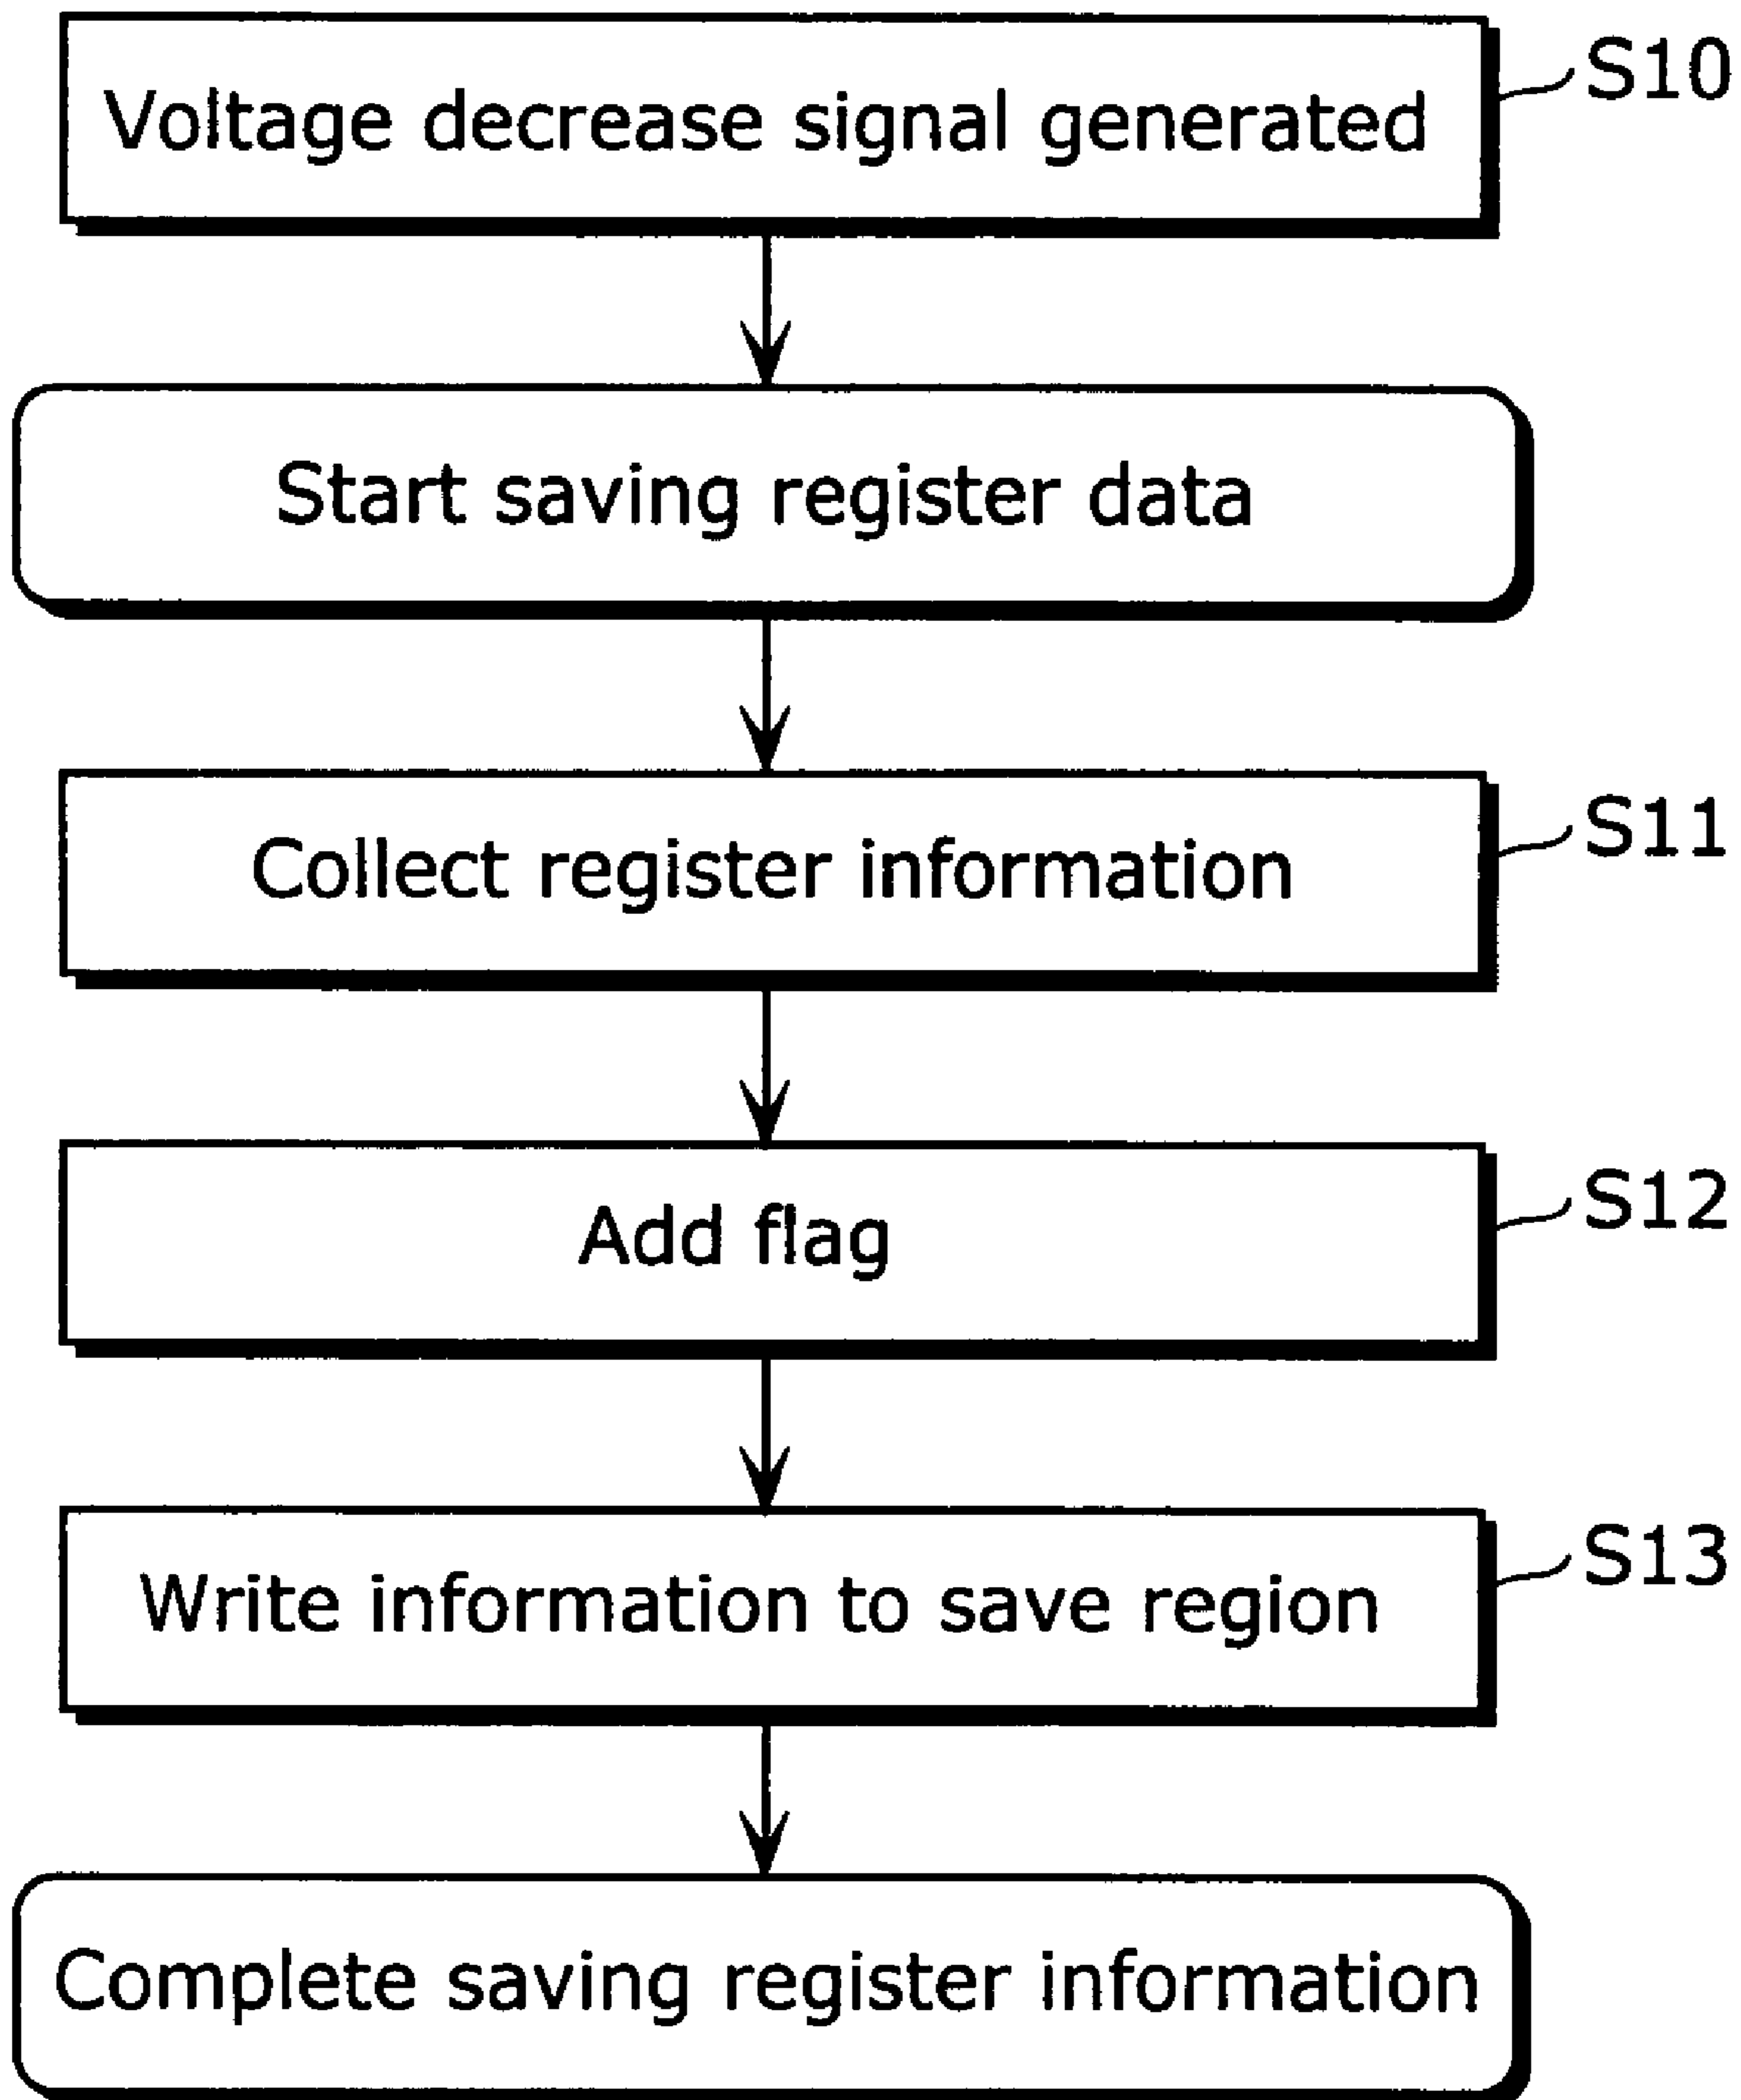 Voltage decrease signal generated
S10
Start saving register data
Collect register information
S11
Add flag
S12
Write information to save region
S13
Complete saving register information